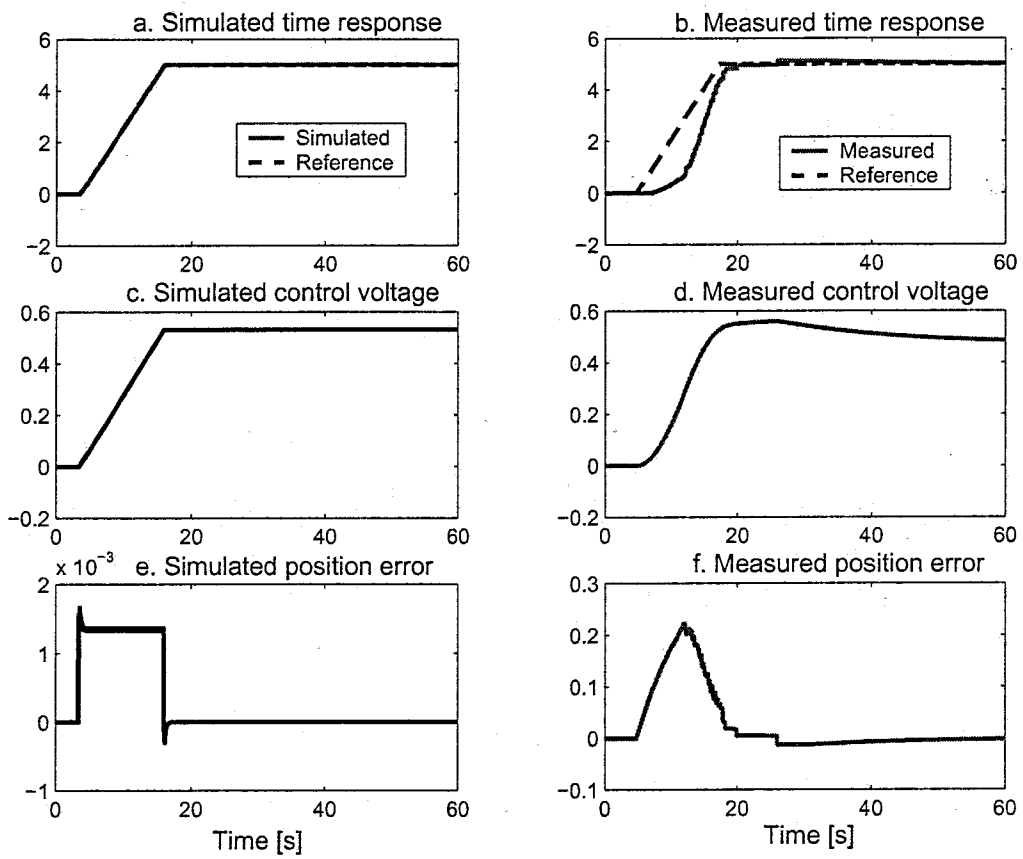 a. Simulated time response
6
4
2
0
−2
0 20 40 60
Simulated
Reference
b. Measured time response
6
4
2
0
−2
0 20 40 60
Measured
Reference
c. Simulated control voltage
0.6
0.4
0.2
0
−0.2
0 20 40 60
d. Measured control voltage
0.6
0.4
0.2
0
−0.2
0 20 40 60
x 10⁻³
e. Simulated position error
2
1
0
−1
0 20 40 60
Time [s]
f. Measured position error
0.3
0.2
0.1
0
−0.1
0 20 40 60
Time [s]